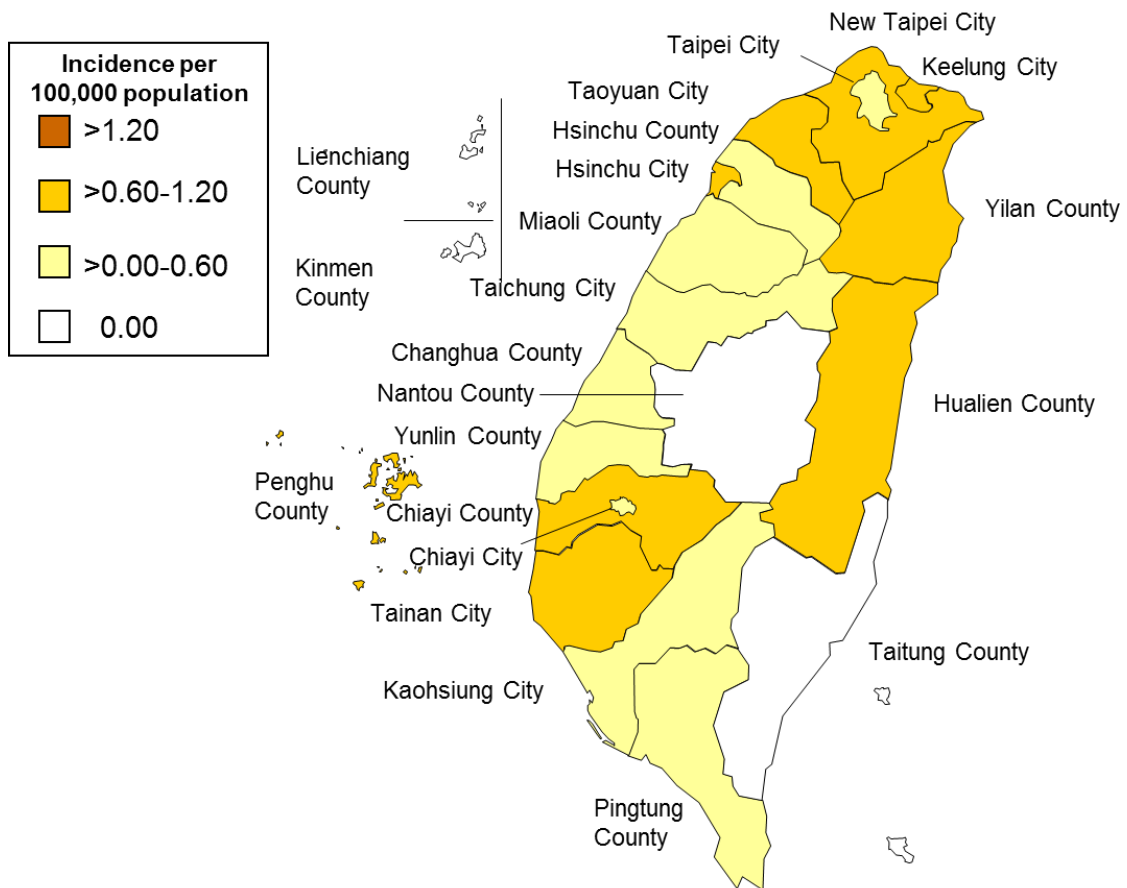 Incidence per
100,000 population
>1.20
>0.60-1.20
>0.00-0.60
0.00
New Taipei City
Taipei City
Keelung City
Taoyuan City
Hsinchu County
Lienchiang
County
Hsinchu City
Yilan County
Miaoli County
Kinmen
County
Taichung City
Changhua County
Nantou County
Hualien County
Yunlin County
Penghu
County
Chiayi County
Chiayi City
Tainan City
Taitung County
Kaohsiung City
Pingtung
County